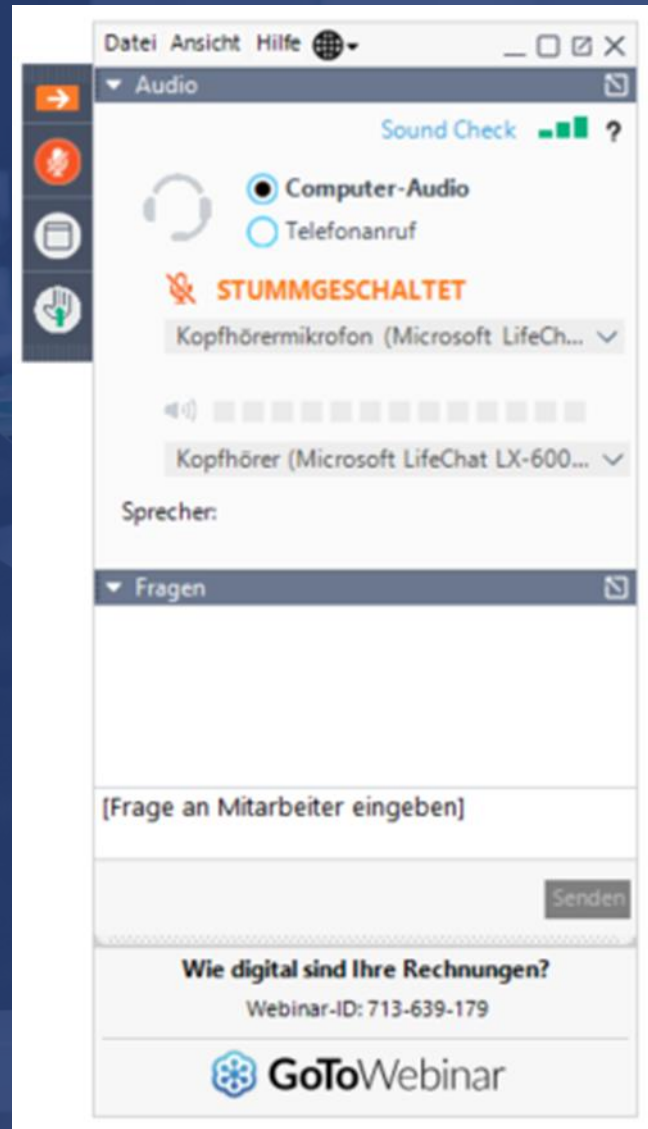 Datei Ansicht Hilfe
Audio
Sound Check ?
Computer-Audio
Telefonanruf
STUMMGESCHALTET
Kopfhörermikrofon (Microsoft LifeCh...
Kopfhörer (Microsoft LifeChat LX-600...
Sprecher:
Fragen
[Frage an Mitarbeiter eingeben]
Senden
Wie digital sind Ihre Rechnungen?
Webinar-ID: 713-639-179
GoToWebinar